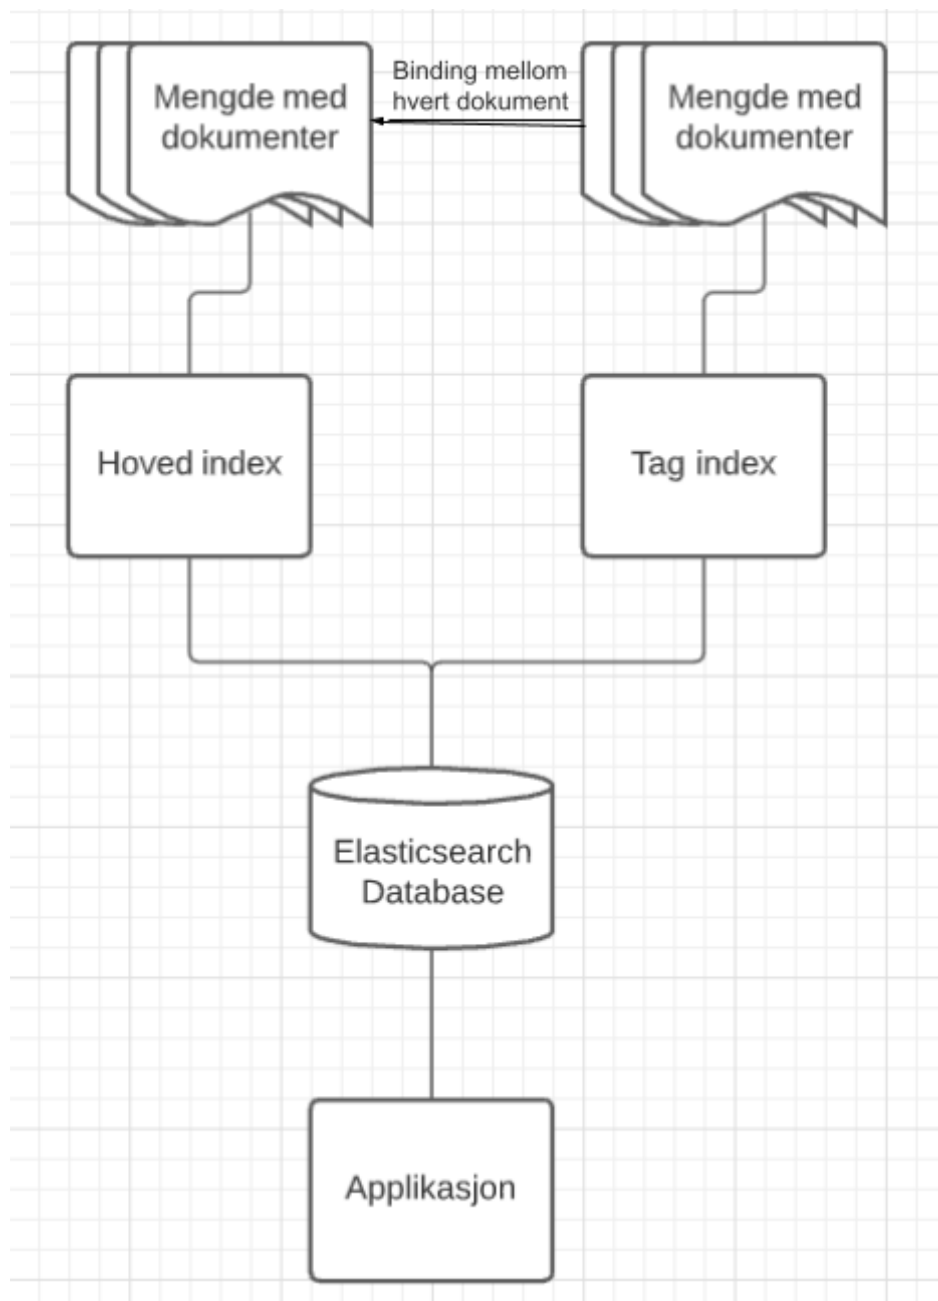 Mengde med
dokumenter
Binding mellom
hvert dokument
Mengde med
dokumenter
Hoved index
Tag index
Elasticsearch
Database
Applikasjon